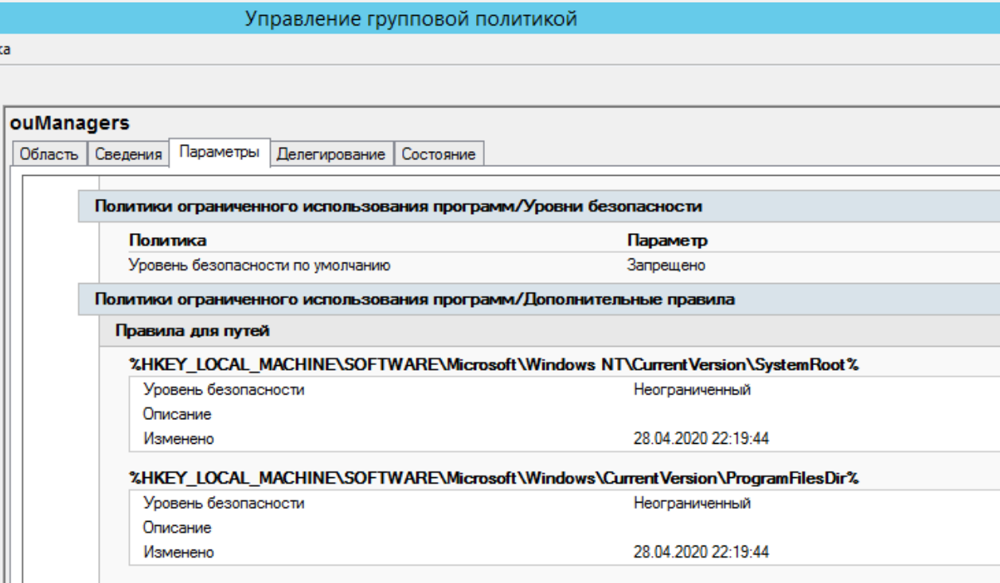 Управление групповой политикой
ка
ouManagers
Область Сведения Параметры Делегирование Состояние
Политики ограниченного использования программ/Уровни безопасности
Политика Параметр
Уровень безопасности по умолчанию Запрещено
Политики ограниченного использования программ/Дополнительные правила
Правила для путей
%HKEY_LOCAL_MACHINE\SOFTWARE\Microsoft\Windows NT\CurrentVersion\SystemRoot%
Уровень безопасности Неограниченный
Описание
Изменено 28.04.2020 22:19:44
%HKEY_LOCAL_MACHINE\SOFTWARE\Microsoft\Windows\CurrentVersion\ProgramFilesDir%
Уровень безопасности Неограниченный
Описание
Изменено 28.04.2020 22:19:44